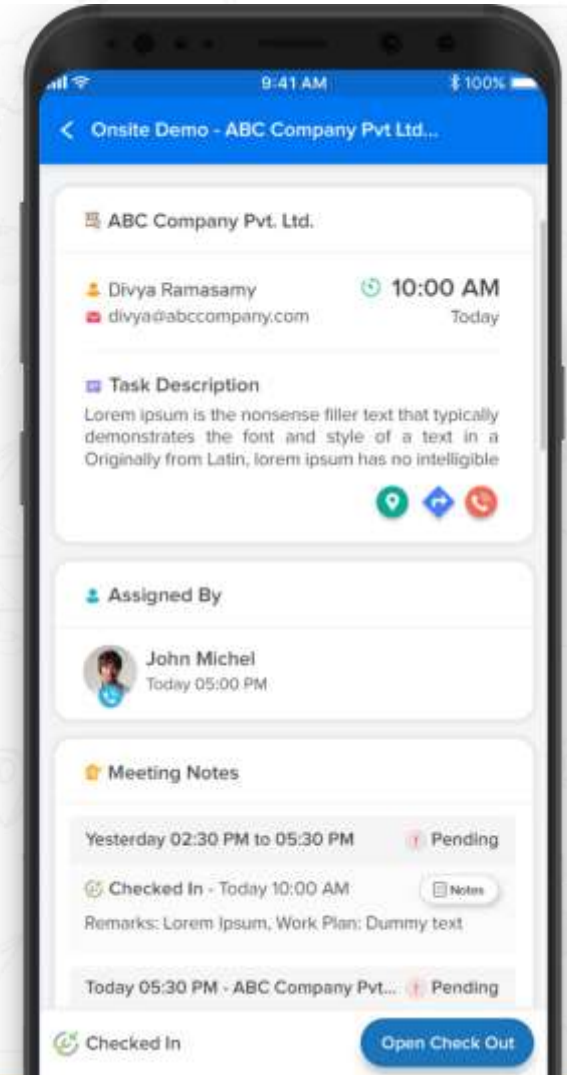 9:41 AM
100%
Onsite Demo - ABC Company Pvt Ltd...
ABC Company Pvt. Ltd.
Divya Ramasamy
10:00 AM
divya@abccompany.com
Today
Task Description
Lorem ipsum is the nonsense filler text that typically
demonstrates the font and style of a text in a
Originally from Latin, lorem ipsum has no intelligible
Assigned By
John Michel
Today 05:00 PM
Meeting Notes
Yesterday 02:30 PM to 05:30 PM
Pending
Checked In - Today 10:00 AM
Notes
Remarks: Lorem Ipsum, Work Plan: Dummy text
Today 05:30 PM - ABC Company Pvt...
Pending
Checked In
Open Check Out